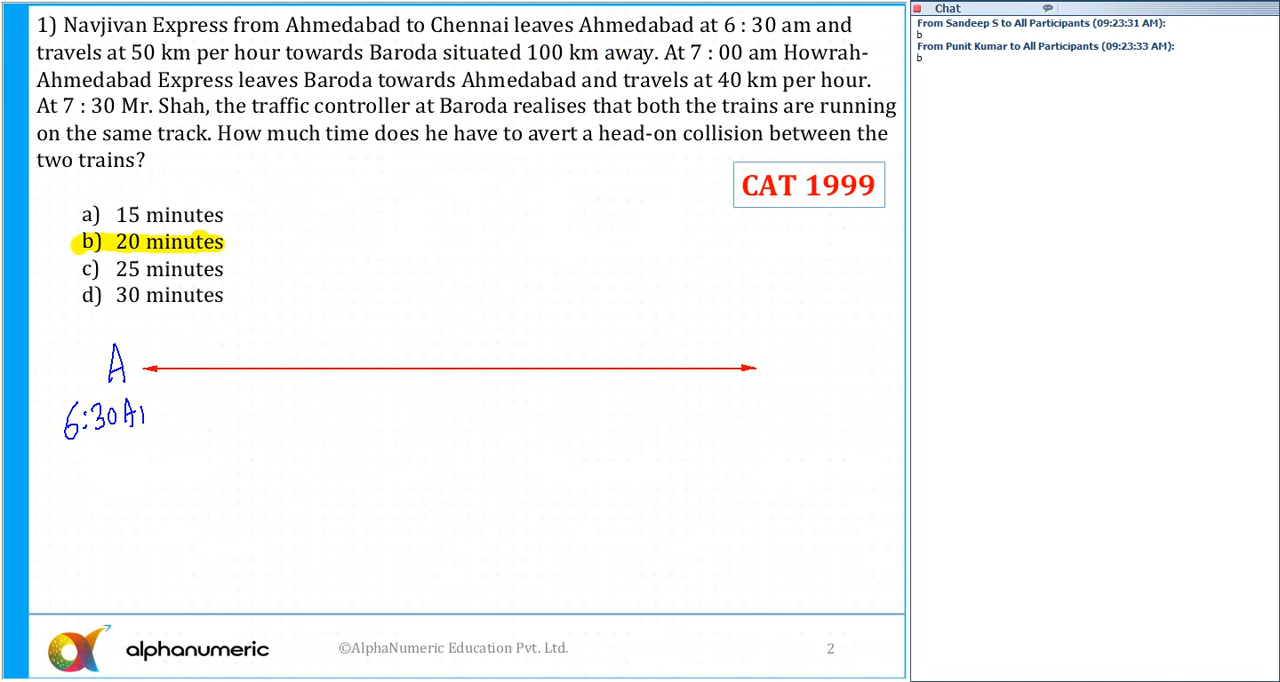 1) Navjivan Express from Ahmedabad to Chennai leaves Ahmedabad at 6 : 30 am and
travels at 50 km per hour towards Baroda situated 100 km away. At 7 : 00 am Howrah-
Ahmedabad Express leaves Baroda towards Ahmedabad and travels at 40 km per hour.
At 7 : 30 Mr. Shah, the traffic controller at Baroda realises that both the trains are running
on the same track. How much time does he have to avert a head-on collision between the
two trains?
CAT 1999
a) 15 minutes
b) 20 minutes
c) 25 minutes
d) 30 minutes
A
6:30A
alphanumeric
©AlphaNumeric Education Pvt. Ltd.
2
Chat
From Sandeep S to All Participants (09:23:31 AM):
b
From Punit Kumar to All Participants (09:23:33 AM):
b